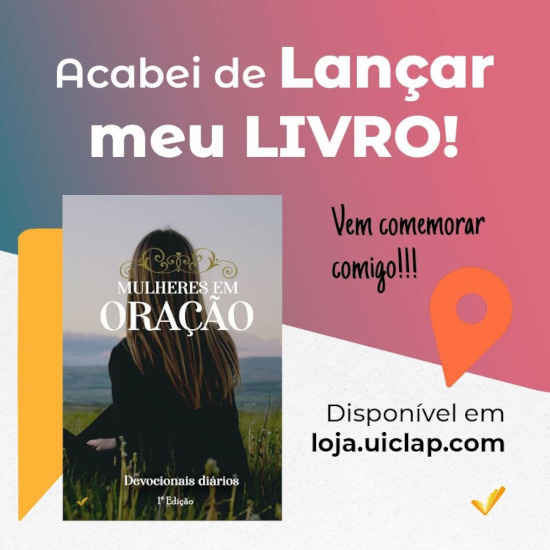 Acabei de Lançar
meu LIVRO!
Vem comemorar
comigo!!!
MULHERES EM
ORAÇÃO
Devocionais diários
1ª Edição
Disponível em
loja.uiclap.com